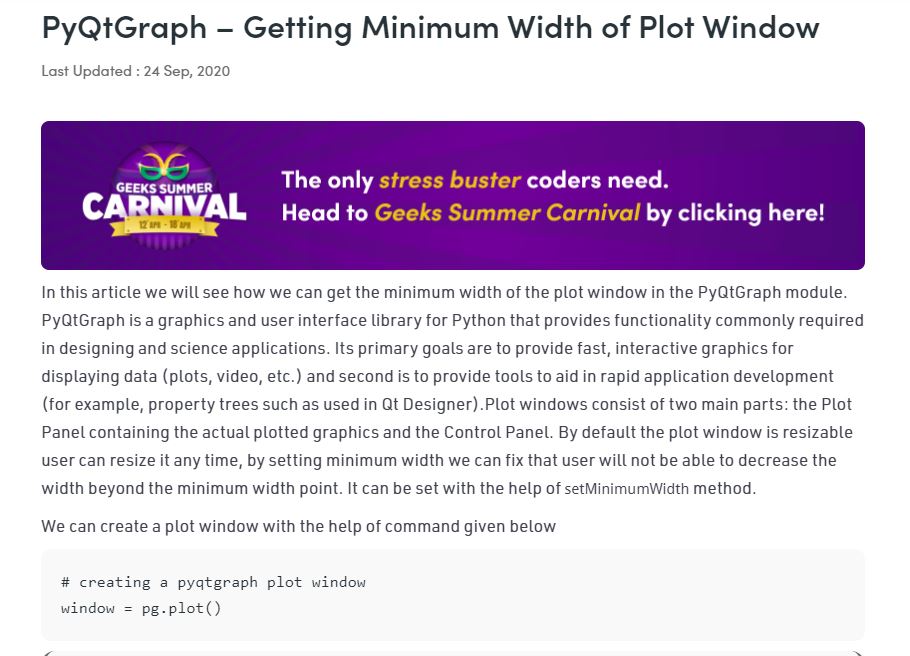 PyQtGraph – Getting Minimum Width of Plot Window
Last Updated : 24 Sep, 2020
GEEKS SUMMER
CARNIVAL
12 APR - 18 APR
The only stress buster coders need.
Head to Geeks Summer Carnival by clicking here!
In this article we will see how we can get the minimum width of the plot window in the PyQtGraph module.
PyQtGraph is a graphics and user interface library for Python that provides functionality commonly required
in designing and science applications. Its primary goals are to provide fast, interactive graphics for
displaying data (plots, video, etc.) and second is to provide tools to aid in rapid application development
(for example, property trees such as used in Qt Designer).Plot windows consist of two main parts: the Plot
Panel containing the actual plotted graphics and the Control Panel. By default the plot window is resizable
user can resize it any time, by setting minimum width we can fix that user will not be able to decrease the
width beyond the minimum width point. It can be set with the help of setMinimumWidth method.
We can create a plot window with the help of command given below
# creating a pyqtgraph plot window
window = pg.plot()